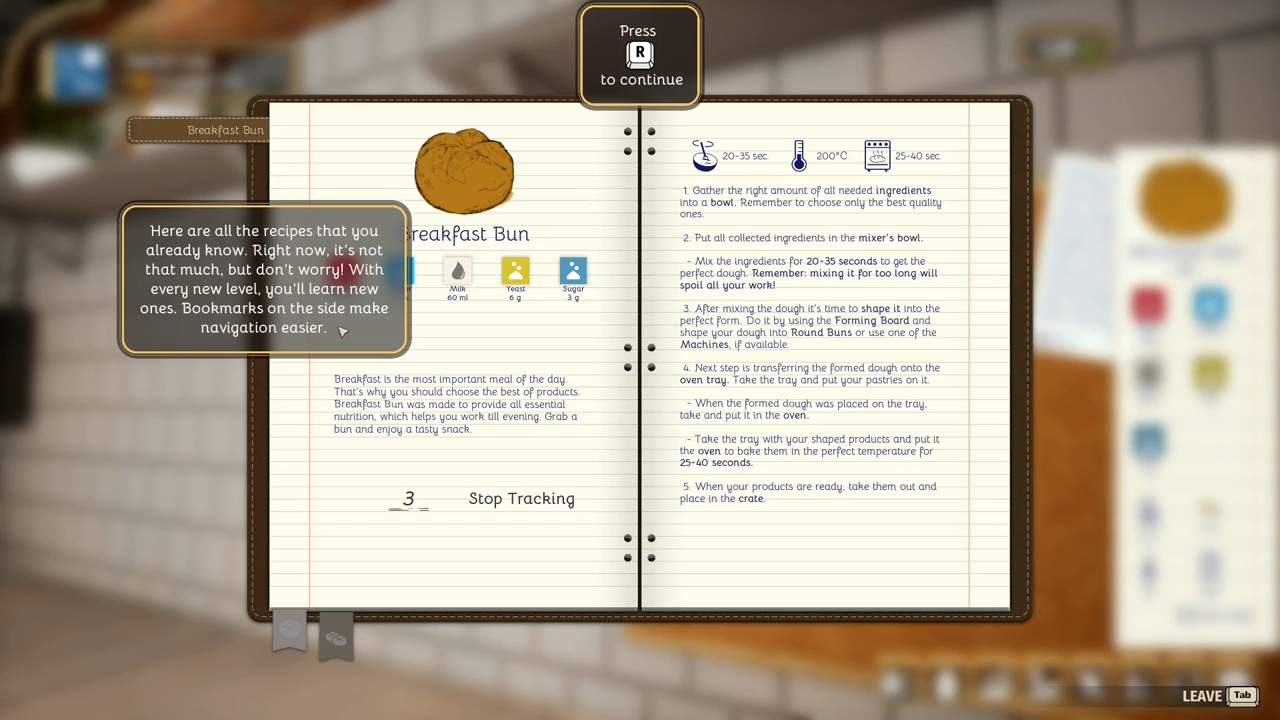 Press
R
to continue
Breakfast Bun
Here are all the recipes that you
already know. Right now, it's not
that much, but don't worry! With
every new level, you'll learn new
ones. Bookmarks on the side make
navigation easier.
Breakfast Bun
Milk
60 ml
Yeast
6 g
Sugar
3 g
Breakfast is the most important meal of the day.
That's why you should choose the best of products.
Breakfast Bun was made to provide all essential
nutrition, which helps you work till evening. Grab a
bun and enjoy a tasty snack.
3 Stop Tracking
20-35 sec. 200°C 25-40 sec.
1. Gather the right amount of all needed ingredients
into a bowl. Remember to choose only the best quality
ones.
2. Put all collected ingredients in the mixer's bowl.
- Mix the ingredients for 20-35 seconds to get the
perfect dough. Remember: mixing it for too long will
spoil all your work!
3. After mixing the dough it's time to shape it into the
perfect form. Do it by using the Forming Board and
shape your dough into Round Buns or use one of the
Machines, if available.
4. Next step is transferring the formed dough onto the
oven tray. Take the tray and put your pastries on it.
- When the formed dough was placed on the tray,
take and put it in the oven.
- Take the tray with your shaped products and put it
the oven to bake them in the perfect temperature for
25-40 seconds.
5. When your products are ready, take them out and
place in the crate.
LEAVE Tab